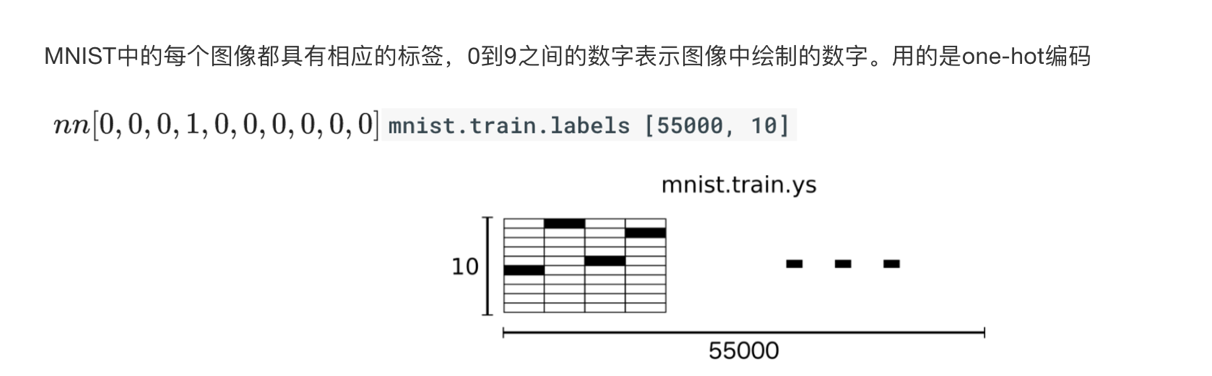 MNIST中的每个图像都具有相应的标签，0到9之间的数字表示图像中绘制的数字。用的是one-hot编码
nn[0, 0, 0, 1, 0, 0, 0, 0, 0, 0] mnist.train.labels [55000, 10]
mnist.train.ys
10
55000